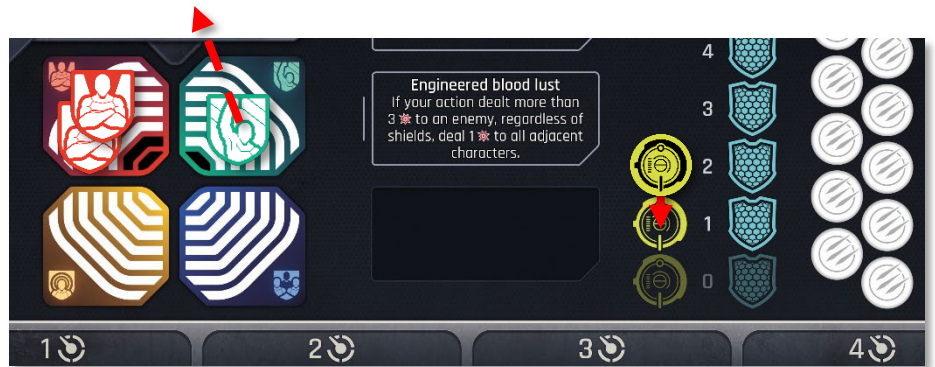 4
Engineered blood lust
If your action dealt more than
3 to an enemy, regardless of
shields, deal 1 to all adjacent
characters.
3
2
1
0
1
2
3
4